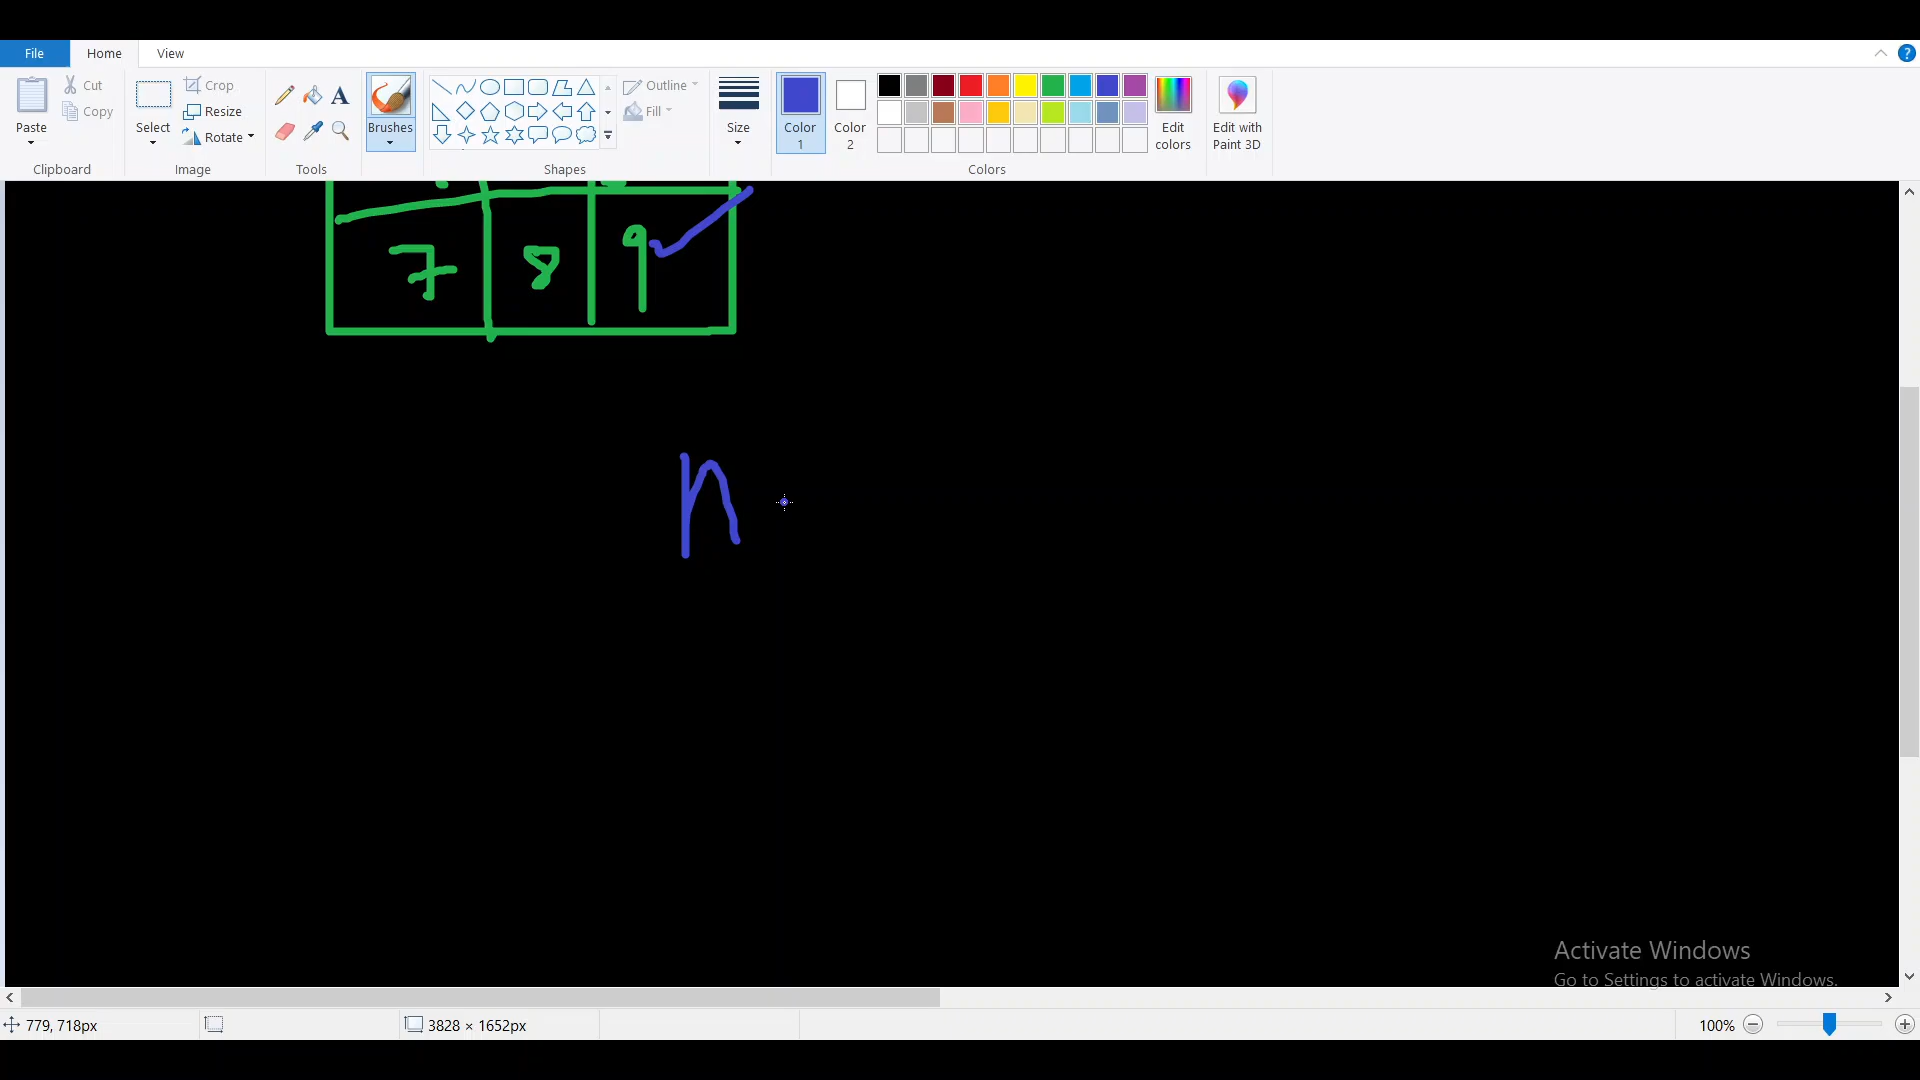 File Home View
Paste Cut Copy Clipboard
Select Crop Resize Rotate Image
A Tools
Brushes
Shapes
Outline Fill
Size
Color 1 Color 2
Edit colors Colors
Edit with Paint 3D
?
7 8 9
n
Activate Windows
Go to Settings to activate Windows.
779, 718px 3828 × 1652px 100%